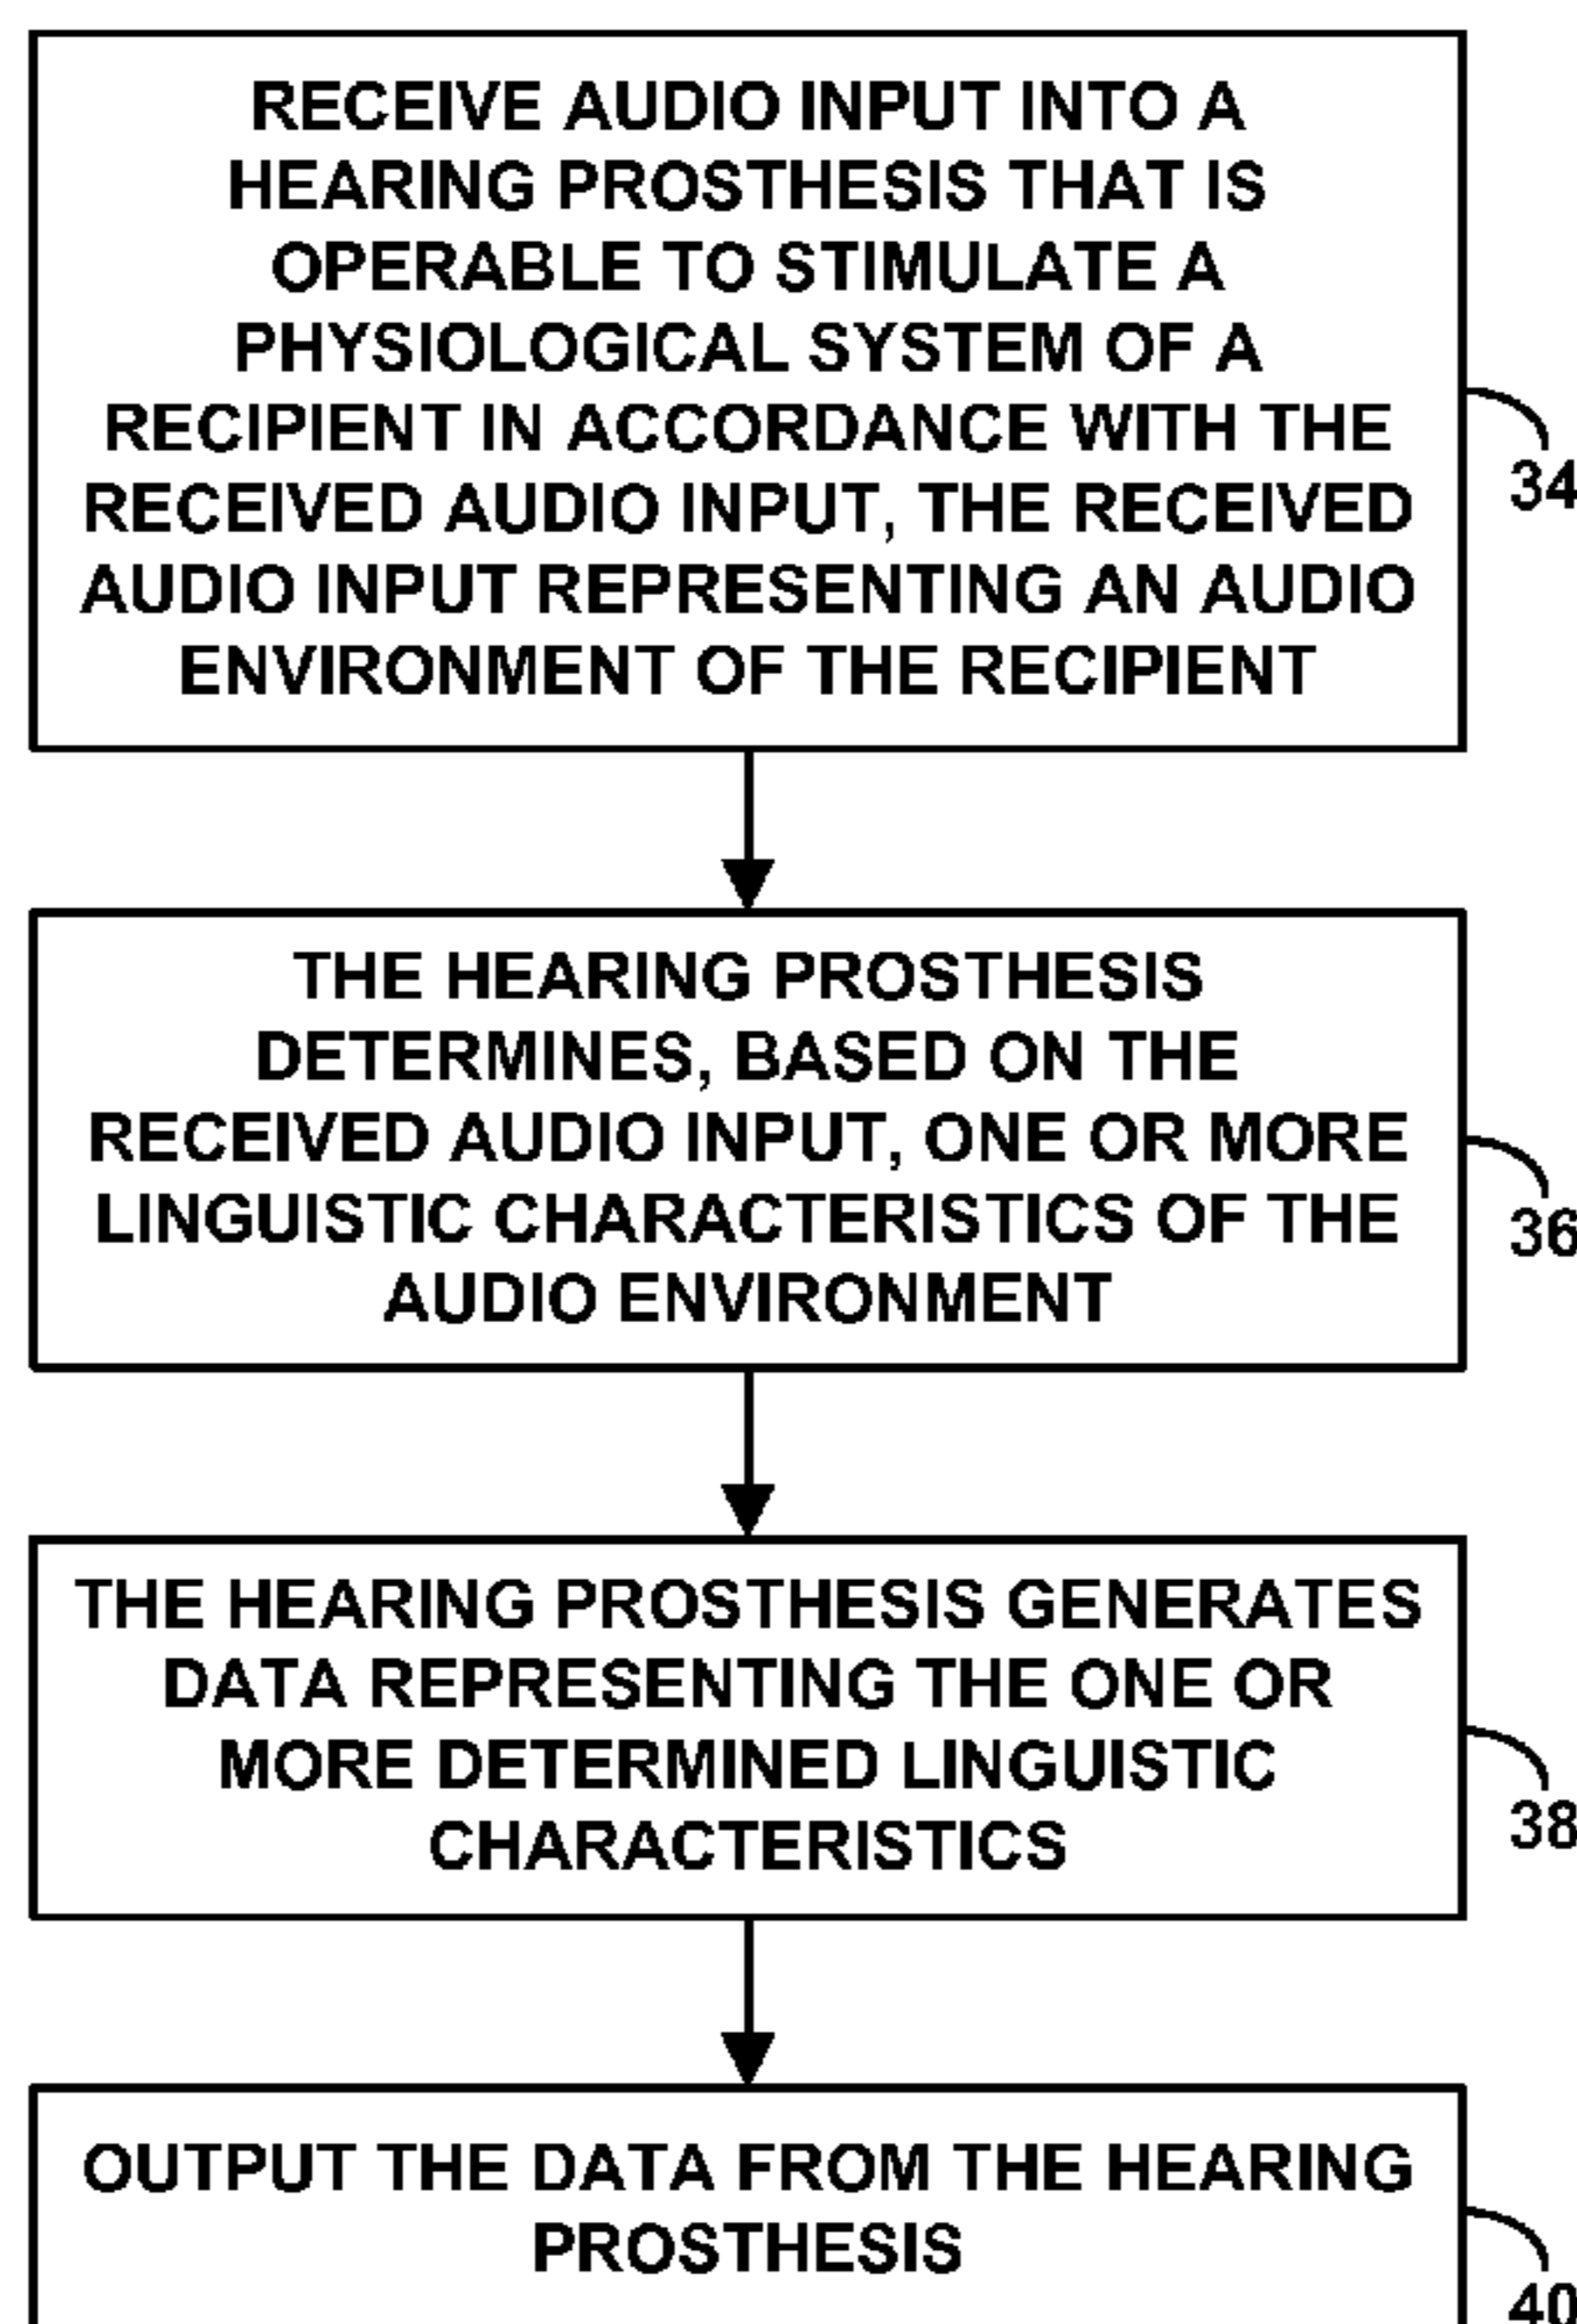 RECEIVE AUDIO INPUT INTO A
HEARING PROSTHESIS THAT IS
OPERABLE TO STIMULATE A
PHYSIOLOGICAL SYSTEM OF A
RECIPIENT IN ACCORDANCE WITH THE
RECEIVED AUDIO INPUT, THE RECEIVED
AUDIO INPUT REPRESENTING AN AUDIO
ENVIRONMENT OF THE RECIPIENT
34
THE HEARING PROSTHESIS
DETERMINES, BASED ON THE
RECEIVED AUDIO INPUT, ONE OR MORE
LINGUISTIC CHARACTERISTICS OF THE
AUDIO ENVIRONMENT
36
THE HEARING PROSTHESIS GENERATES
DATA REPRESENTING THE ONE OR
MORE DETERMINED LINGUISTIC
CHARACTERISTICS
38
OUTPUT THE DATA FROM THE HEARING
PROSTHESIS
40